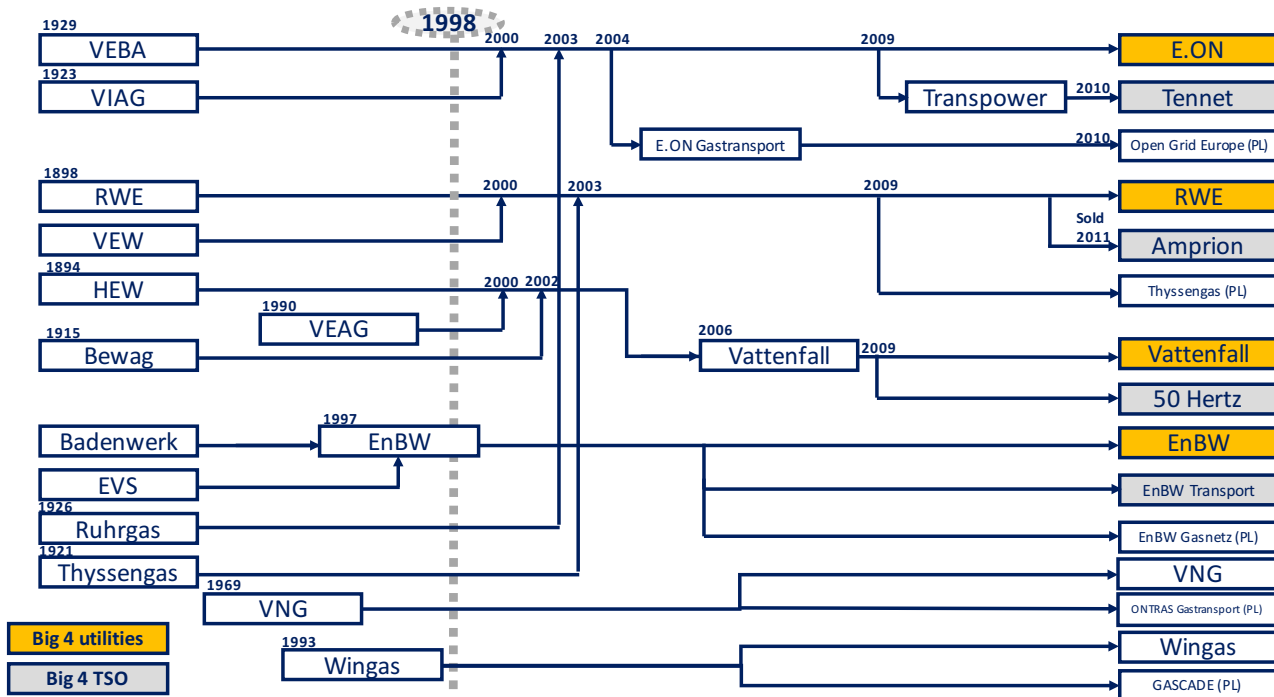 1998
1929
2000
2003
2004
2009
VEBA
E.ON
1923
VIAG
Transpower
2010
Tennet
E.ON Gastransport
2010
Open Grid Europe (PL)
1898
2000
2003
2009
RWE
RWE
VEW
Sold
2011
Amprion
1894
HEW
2000
2002
Thyssengas (PL)
1990
VEAG
1915
Bewag
2006
Vattenfall
2009
Vattenfall
50 Hertz
1997
Badenwerk
EnBW
EnBW
EVS
EnBW Transport
1926
Ruhrgas
EnBW Gasnetz (PL)
1921
Thyssengas
VNG
1969
VNG
ONTRAS Gastransport (PL)
Big 4 utilities
1993
Wingas
Wingas
Big 4 TSO
GASCADE (PL)